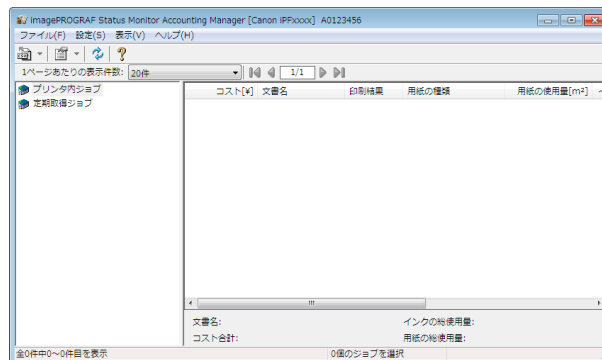 imagePROGRAF Status Monitor Accounting Manager [Canon iPFxxxx]  A0123456
ファイル(F)  設定(S)  表示(V)  ヘルプ(H)
1ページあたりの表示件数: 20件 1/1
プリンタ内ジョブ
定期取得ジョブ
コスト[¥] 文書名 印刷結果 用紙の種類 用紙の使用量[m²]
文書名: インクの総使用量:
コスト合計: 用紙の総使用量:
全0件中0～0件目を表示 0個のジョブを選択